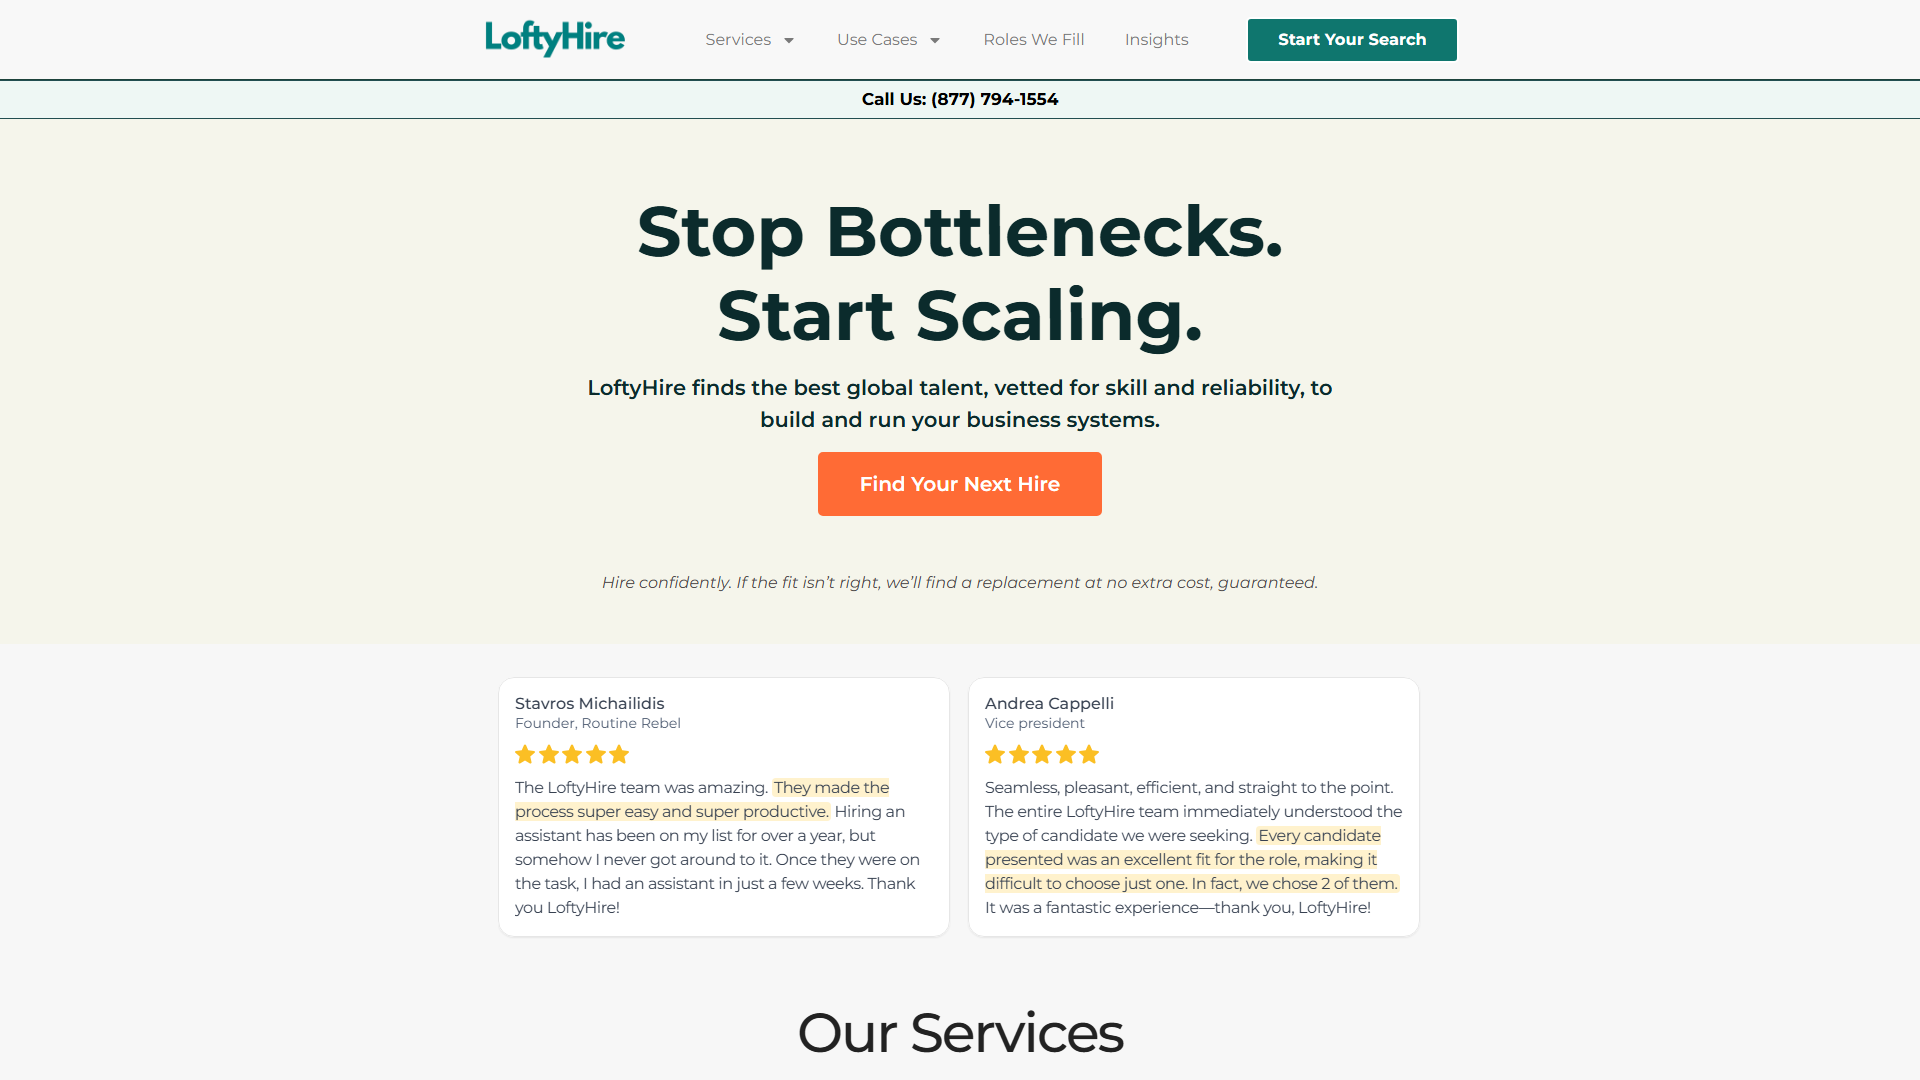 LoftyHire
Services
Use Cases
Roles We Fill
Insights
Start Your Search
Call Us: (877) 794-1554
Stop Bottlenecks.
Start Scaling.
LoftyHire finds the best global talent, vetted for skill and reliability, to
build and run your business systems.
Find Your Next Hire
Hire confidently. If the fit isn’t right, we’ll find a replacement at no extra cost, guaranteed.
Stavros Michailidis
Founder, Routine Rebel
The LoftyHire team was amazing. They made the
process super easy and super productive. Hiring an
assistant has been on my list for over a year, but
somehow I never got around to it. Once they were on
the task, I had an assistant in just a few weeks. Thank
you LoftyHire!
Andrea Cappelli
Vice president
Seamless, pleasant, efficient, and straight to the point.
The entire LoftyHire team immediately understood the
type of candidate we were seeking. Every candidate
presented was an excellent fit for the role, making it
difficult to choose just one. In fact, we chose 2 of them.
It was a fantastic experience—thank you, LoftyHire!
Our Services